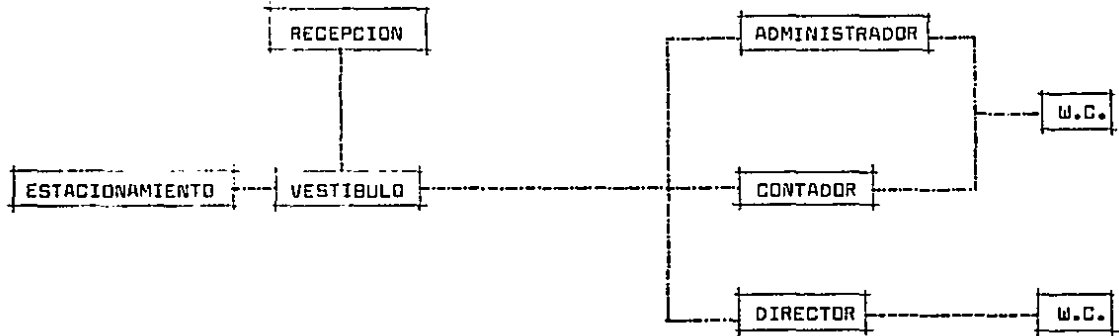 RECEPCION
ADMINISTRADOR
W.C.
ESTACIONAMIENTO
VESTIBULO
CONTADOR
DIRECTOR
W.C.